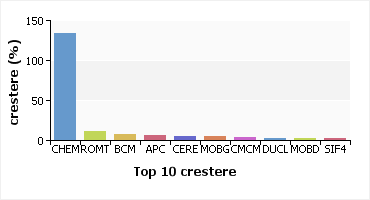 crestere (%)
150
100
50
0
CHEM ROMT BCM APC CERE MOBG CMCM DUCL MOBD SIF4
Top 10 crestere